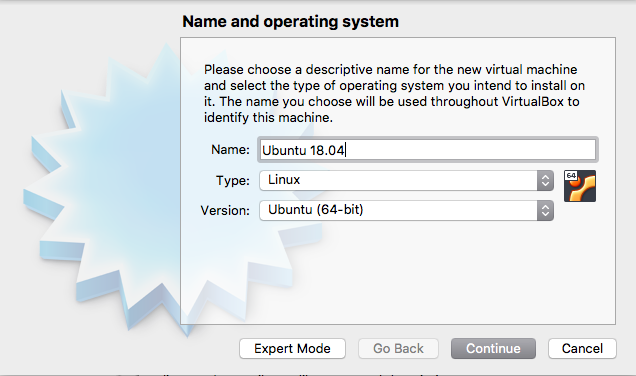 Name and operating system
Please choose a descriptive name for the new virtual machine
and select the type of operating system you intend to install on
it. The name you choose will be used throughout VirtualBox to
identify this machine.
Name: Ubuntu 18.04
Type: Linux
64
Version: Ubuntu (64-bit)
Expert Mode Go Back Continue Cancel